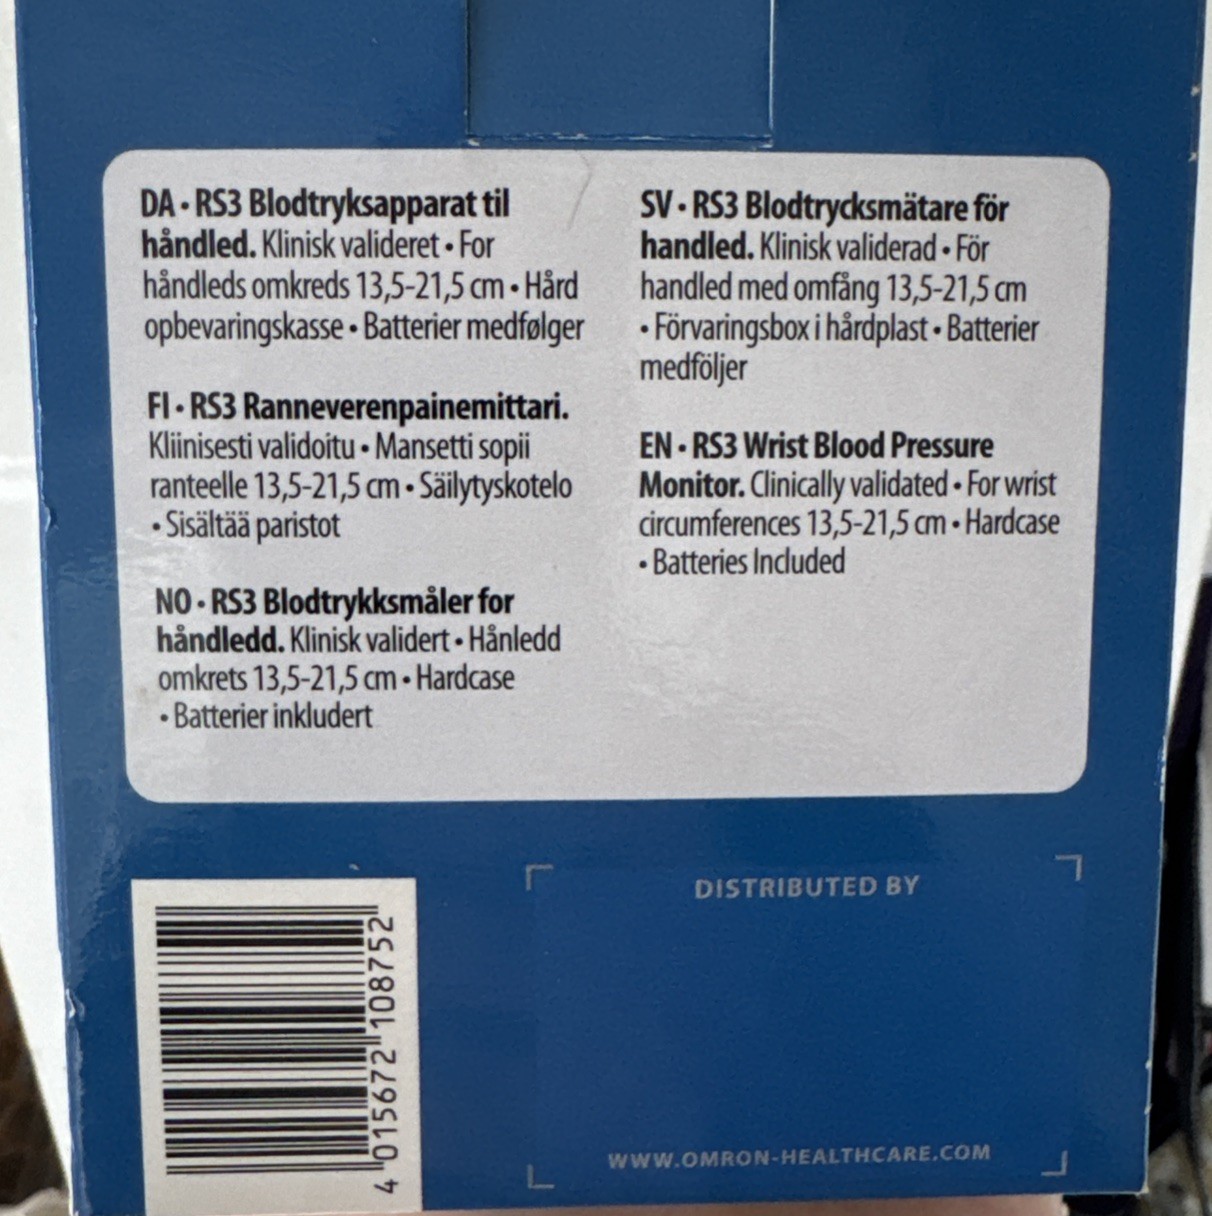 DA • RS3 Blodtryksapparat til
håndled. Klinisk valideret • For
håndleds omkreds 13,5-21,5 cm • Hård
opbevaringskasse • Batterier medfølger
FI • RS3 Ranneverenpainemittari.
Kliinisesti validoitu • Mansetti sopii
ranteelle 13,5-21,5 cm • Säilytyskotelo
• Sisältää paristot
NO • RS3 Blodtrykksmåler for
håndledd. Klinisk validert • Hånledd
omkrets 13,5-21,5 cm • Hardcase
• Batterier inkludert
SV • RS3 Blodtrycksmätare för
handled. Klinisk validerad • För
handled med omfång 13,5-21,5 cm
• Förvaringsbox i hårdplast • Batterier
medföljer
EN • RS3 Wrist Blood Pressure
Monitor. Clinically validated • For wrist
circumferences 13,5-21,5 cm • Hardcase
• Batteries Included
4 015672 108752
DISTRIBUTED BY
WWW.OMRON-HEALTHCARE.COM